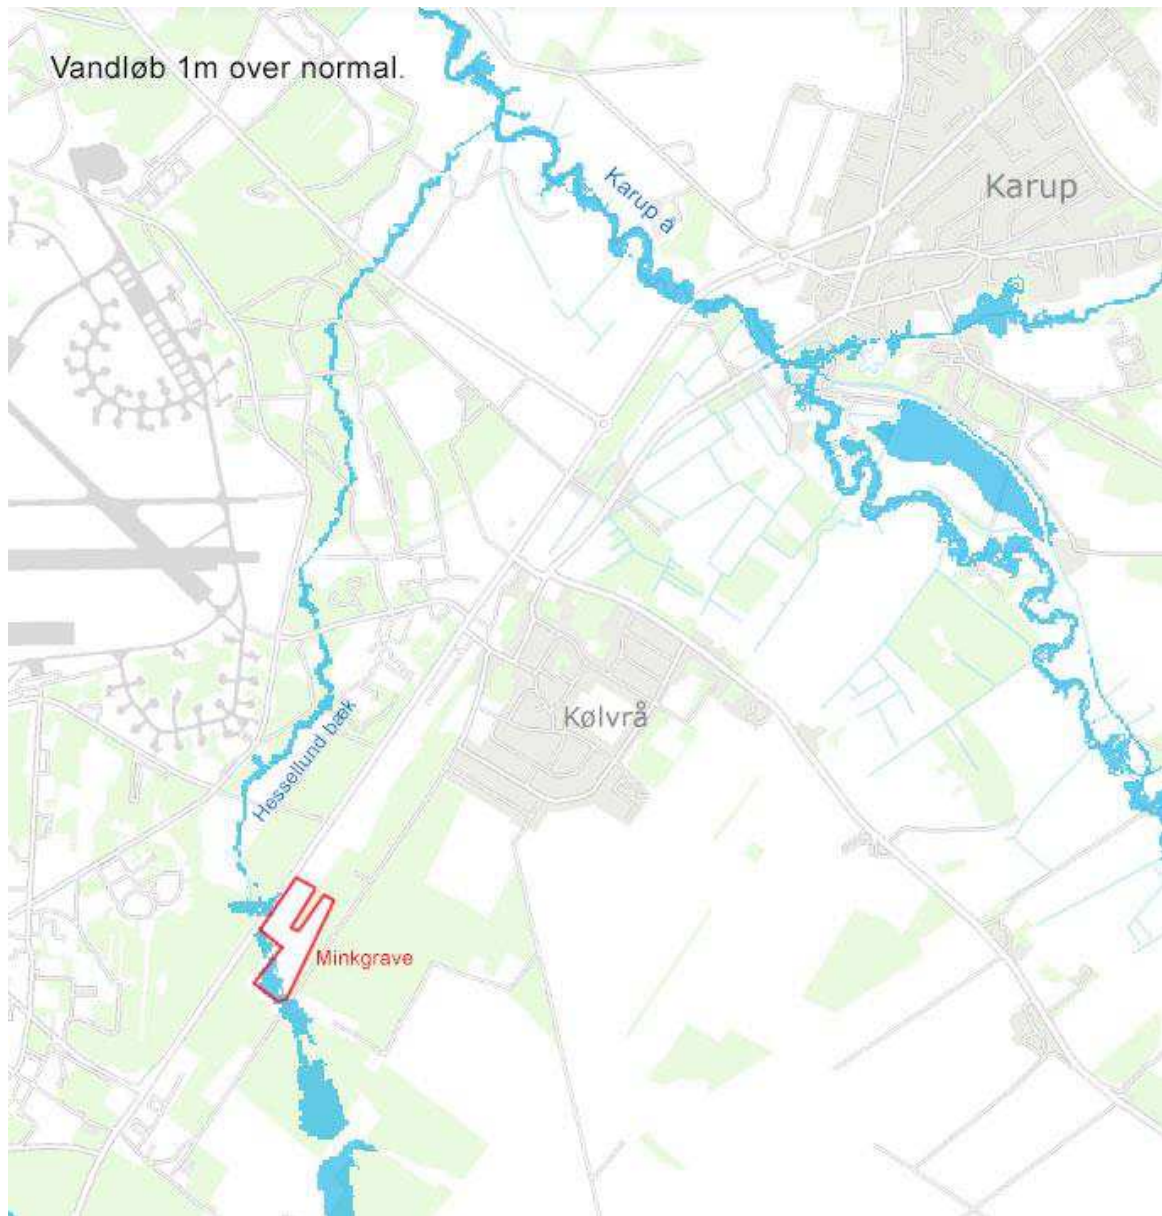 Vandløb 1m over normal.
Karup å
Karup
Kølvrå
Hessellund bæk
Minkgrave